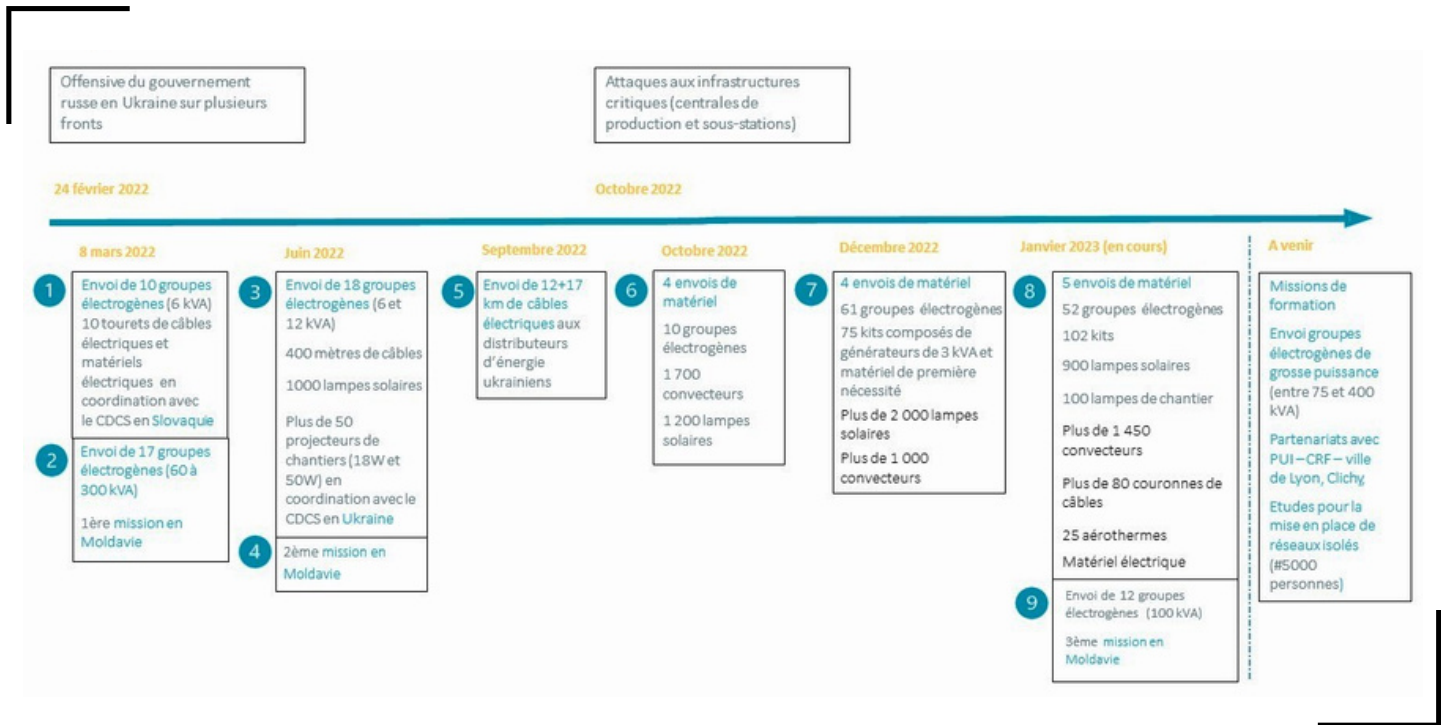 Offensive du gouvernement
russe en Ukraine sur plusieurs
fronts
Attaques aux infrastructures
critiques (centrales de
production et sous-stations)
24 février 2022
Octobre 2022
8 mars 2022
1
Envoi de 10 groupes
électrogènes (6 kVA)
10 tourets de câbles
électriques et
matériels
électriques en
coordination avec
le CDCS en Slovaquie
2
Envoi de 17 groupes
électrogènes (60 à
300 kVA)
1ère mission en
Moldavie
Juin 2022
3
Envoi de 18 groupes
électrogènes (6 et
12 kVA)
400 mètres de câbles
1000 lampes solaires
Plus de 50
projecteurs de
chantiers (18W et
50W) en
coordination avec le
CDCS en Ukraine
4
2ème mission en
Moldavie
Septembre 2022
5
Envoi de 12+17
km de câbles
électriques aux
distributeurs
d'énergie
ukrainiens
Octobre 2022
6
4 envois de
matériel
10 groupes
électrogènes
1 700
convecteurs
1 200 lampes
solaires
Décembre 2022
7
4 envois de matériel
61 groupes électrogènes
75 kits composés de
générateurs de 3 kVA et
matériel de première
nécessité
Plus de 2 000 lampes
solaires
Plus de 1 000
convecteurs
Janvier 2023 (en cours)
8
5 envois de matériel
52 groupes électrogènes
102 kits
900 lampes solaires
100 lampes de chantier
Plus de 1 450
convecteurs
Plus de 80 couronnes de
câbles
25 aérothermes
Matériel électrique
9
Envoi de 12 groupes
électrogènes (100 kVA)
3ème mission en
Moldavie
A venir
Missions de
formation
Envoi groupes
électrogènes de
grosse puissance
(entre 75 et 400
kVA)
Partenariats avec
PUI – CRF – ville
de Lyon, Clichy,
Etudes pour la
mise en place de
réseaux isolés
(#5000
personnes)